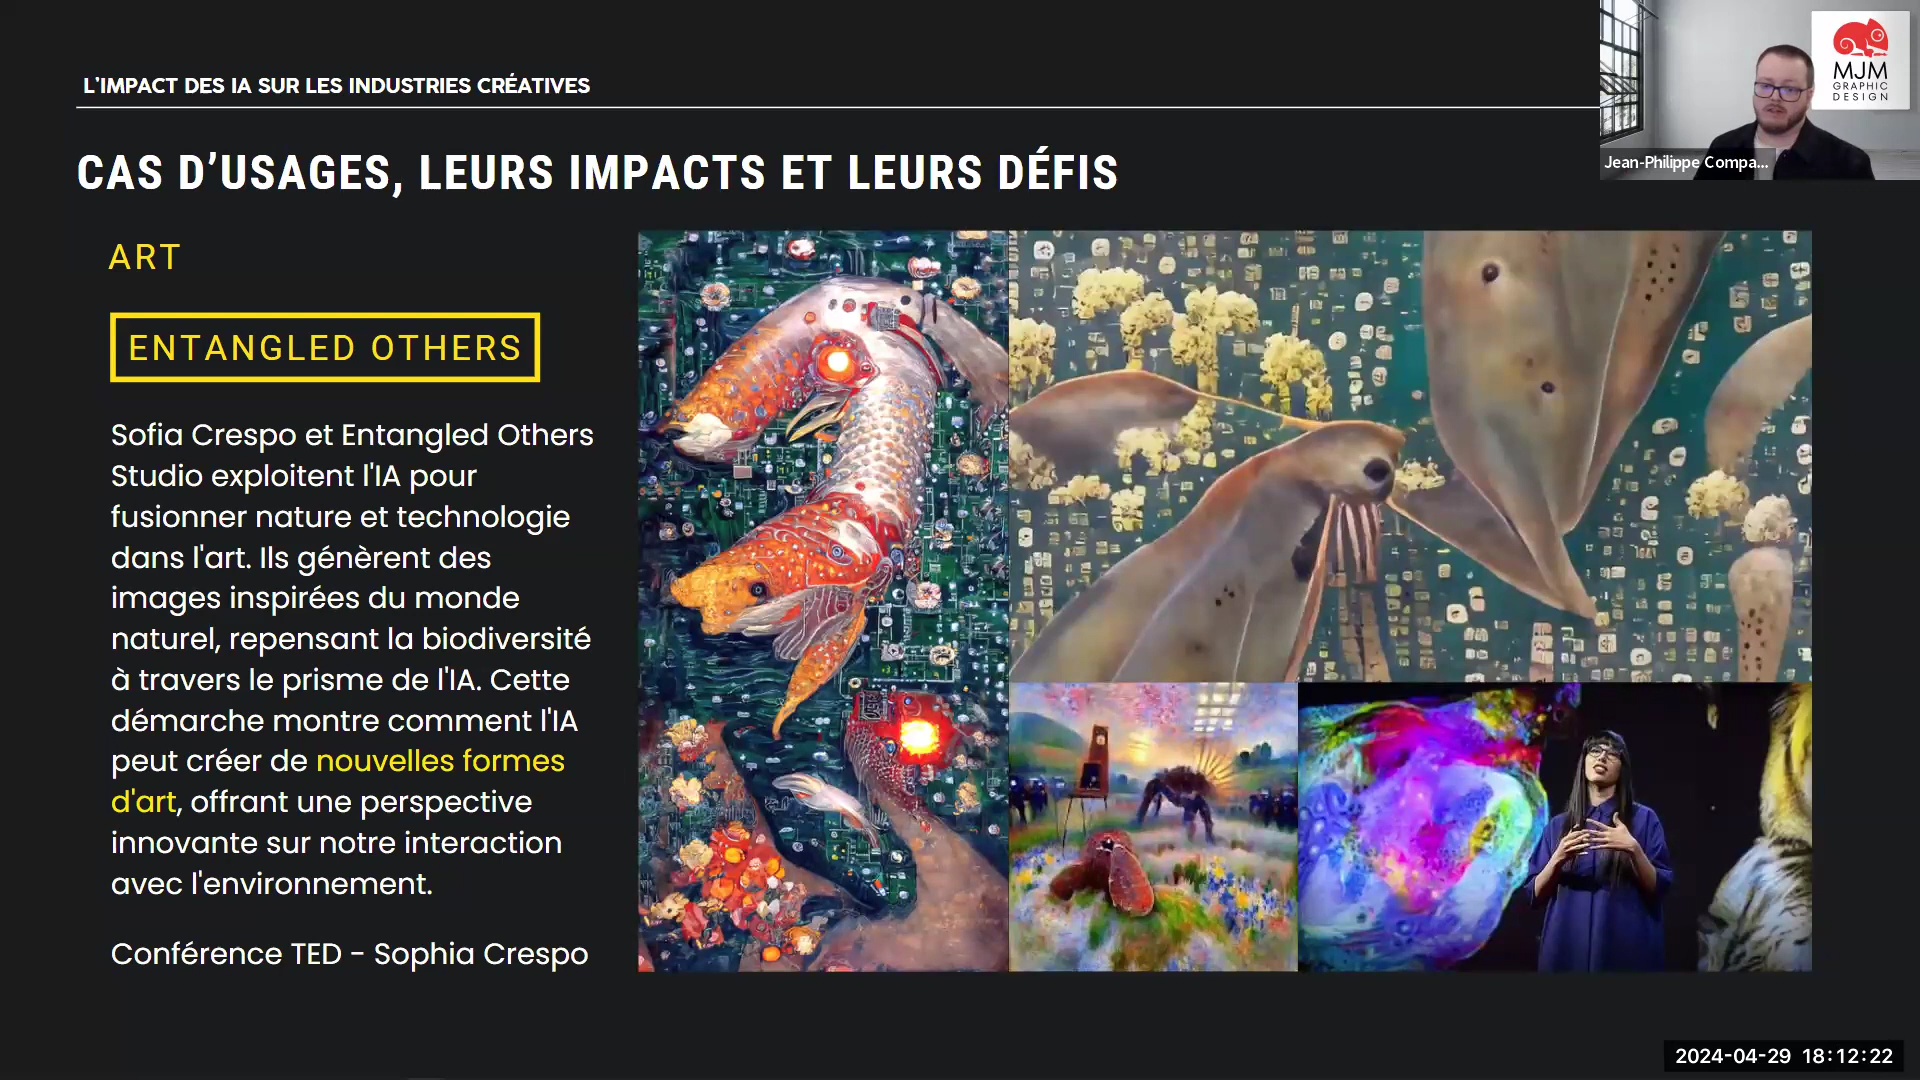 L'IMPACT DES IA SUR LES INDUSTRIES CRÉATIVES
CAS D'USAGES, LEURS IMPACTS ET LEURS DÉFIS
ART
ENTANGLED OTHERS
Sofia Crespo et Entangled Others
Studio exploitent l'IA pour
fusionner nature et technologie
dans l'art. Ils génèrent des
images inspirées du monde
naturel, repensant la biodiversité
à travers le prisme de l'IA. Cette
démarche montre comment l'IA
peut créer de nouvelles formes
d'art, offrant une perspective
innovante sur notre interaction
avec l'environnement.
Conférence TED - Sophia Crespo
MJM
GRAPHIC
DESIGN
Jean-Philippe Compa...
2024-04-29 18:12:22